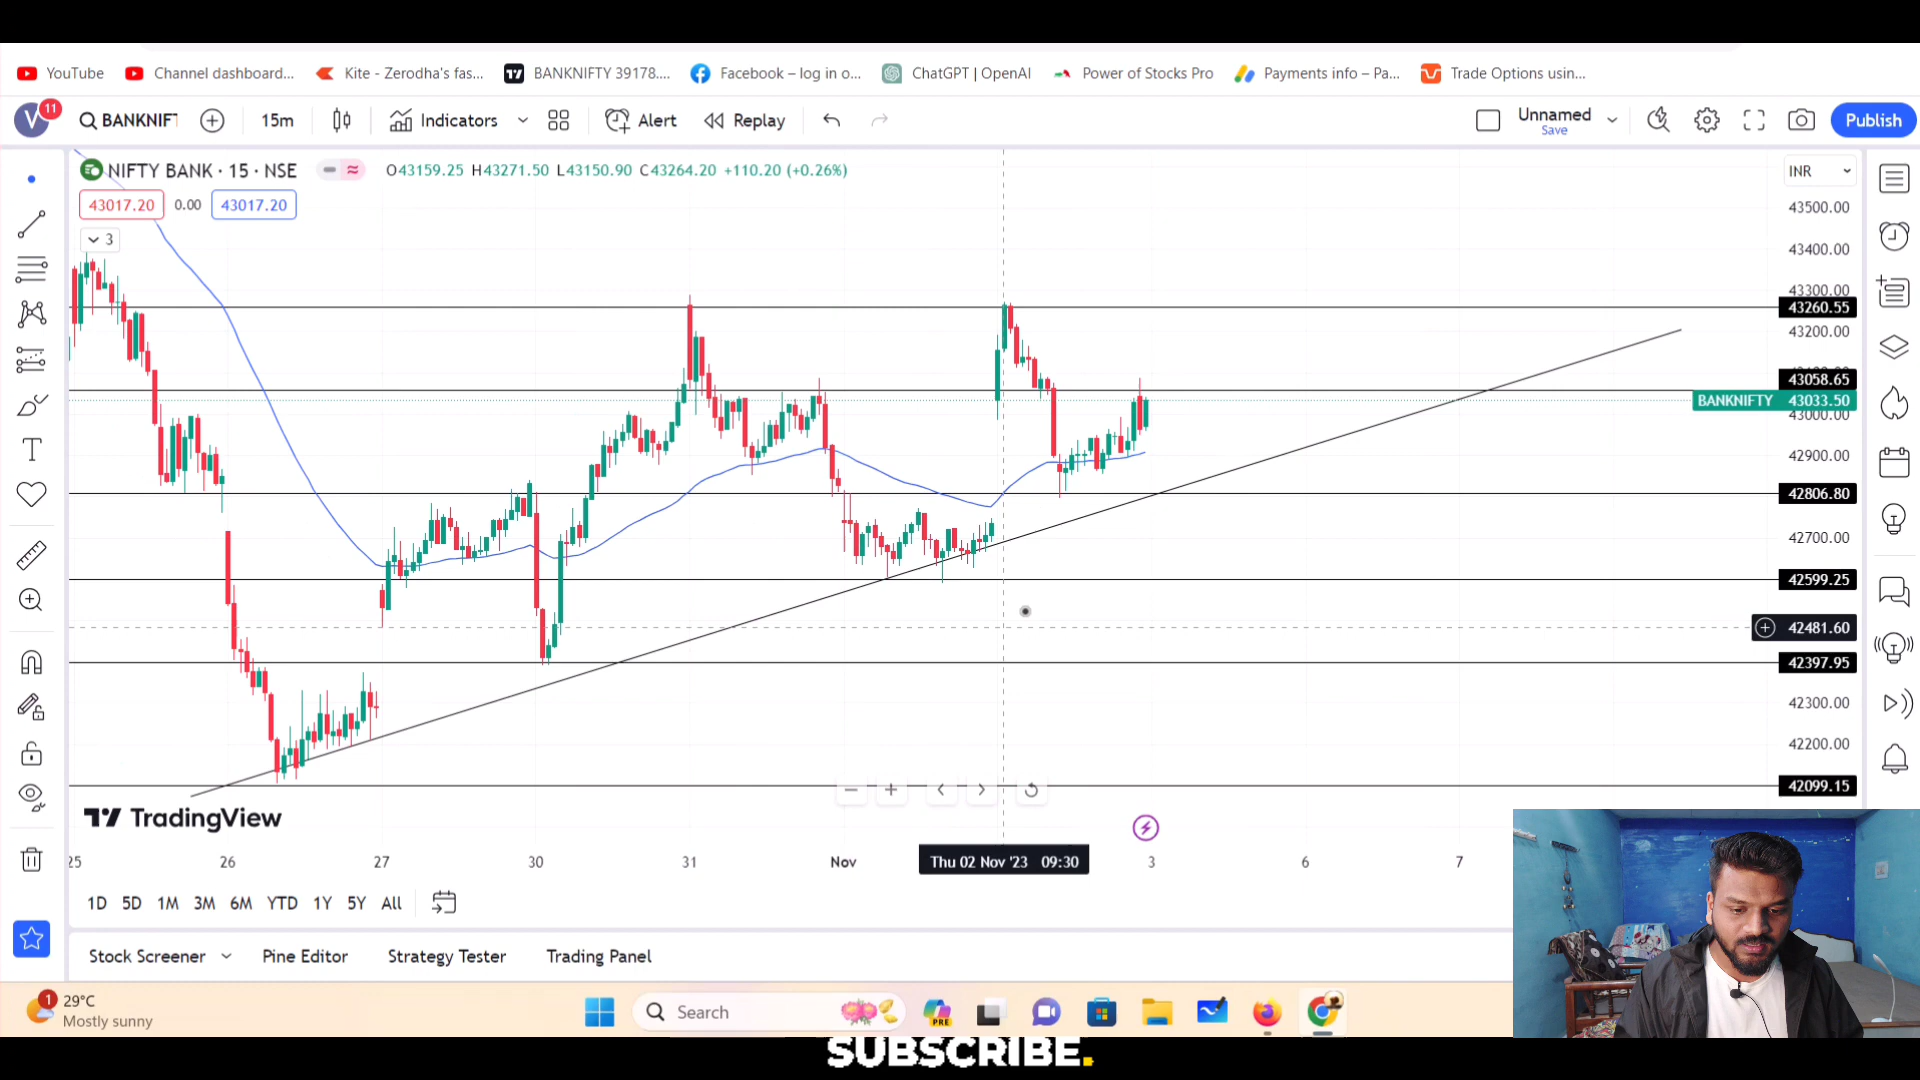 YouTube Channel dashboard... Kite - Zerodha's fas... BANKNIFTY 39178.... Facebook – log in o... ChatGPT | OpenAI Power of Stocks Pro Payments info – Pa... Trade Options usin...
V 11 BANKNIFT 15m Indicators Alert Replay Unnamed Save Publish
NIFTY BANK · 15 · NSE O43159.25 H43271.50 L43150.90 C43264.20 +110.20 (+0.26%) INR
43017.20 0.00 43017.20
3
43500.00
43400.00
43300.00
43260.55
43200.00
43058.65
BANKNIFTY 43033.50
43000.00
42900.00
42806.80
42700.00
42599.25
42481.60
42397.95
42300.00
42200.00
42099.15
TradingView
25 26 27 30 31 Nov Thu 02 Nov '23 09:30 3 6 7
1D 5D 1M 3M 6M YTD 1Y 5Y All
Stock Screener Pine Editor Strategy Tester Trading Panel
1 29°C
Mostly sunny
Search PRE
SUBSCRIBE.